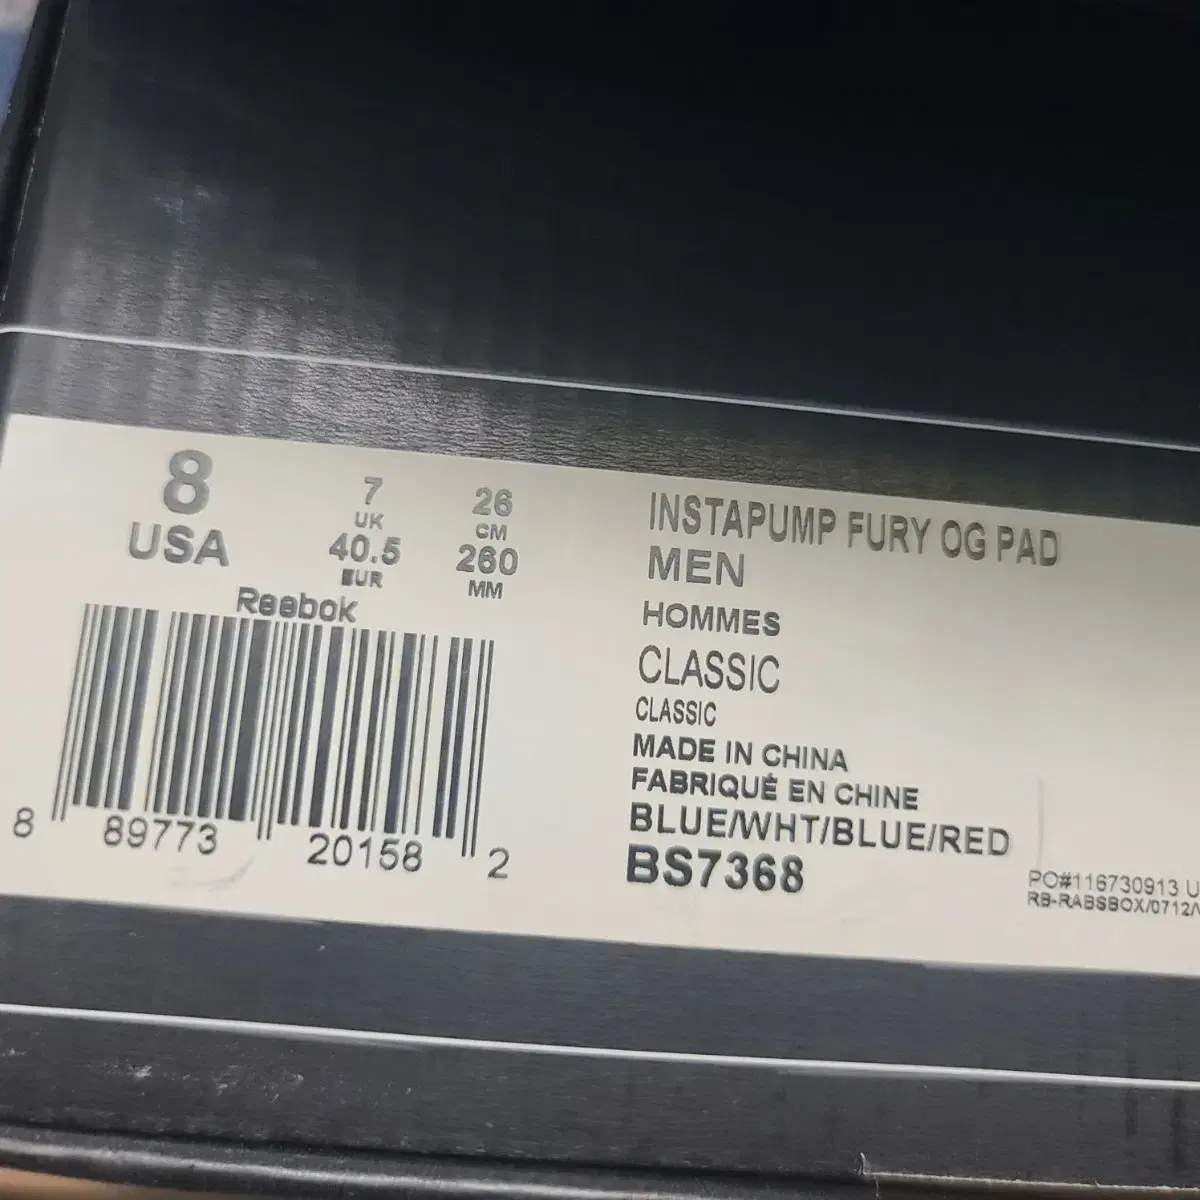 8
USA
7
UK
40.5
EUR
26
CM
260
MM
Reebok
8 89773 20158 2
INSTAPUMP FURY OG PAD
MEN
HOMMES
CLASSIC
CLASSIC
MADE IN CHINA
FABRIQUÉ EN CHINE
BLUE/WHT/BLUE/RED
BS7368
PO#116730913 U
RB-RABSBOX/0712/